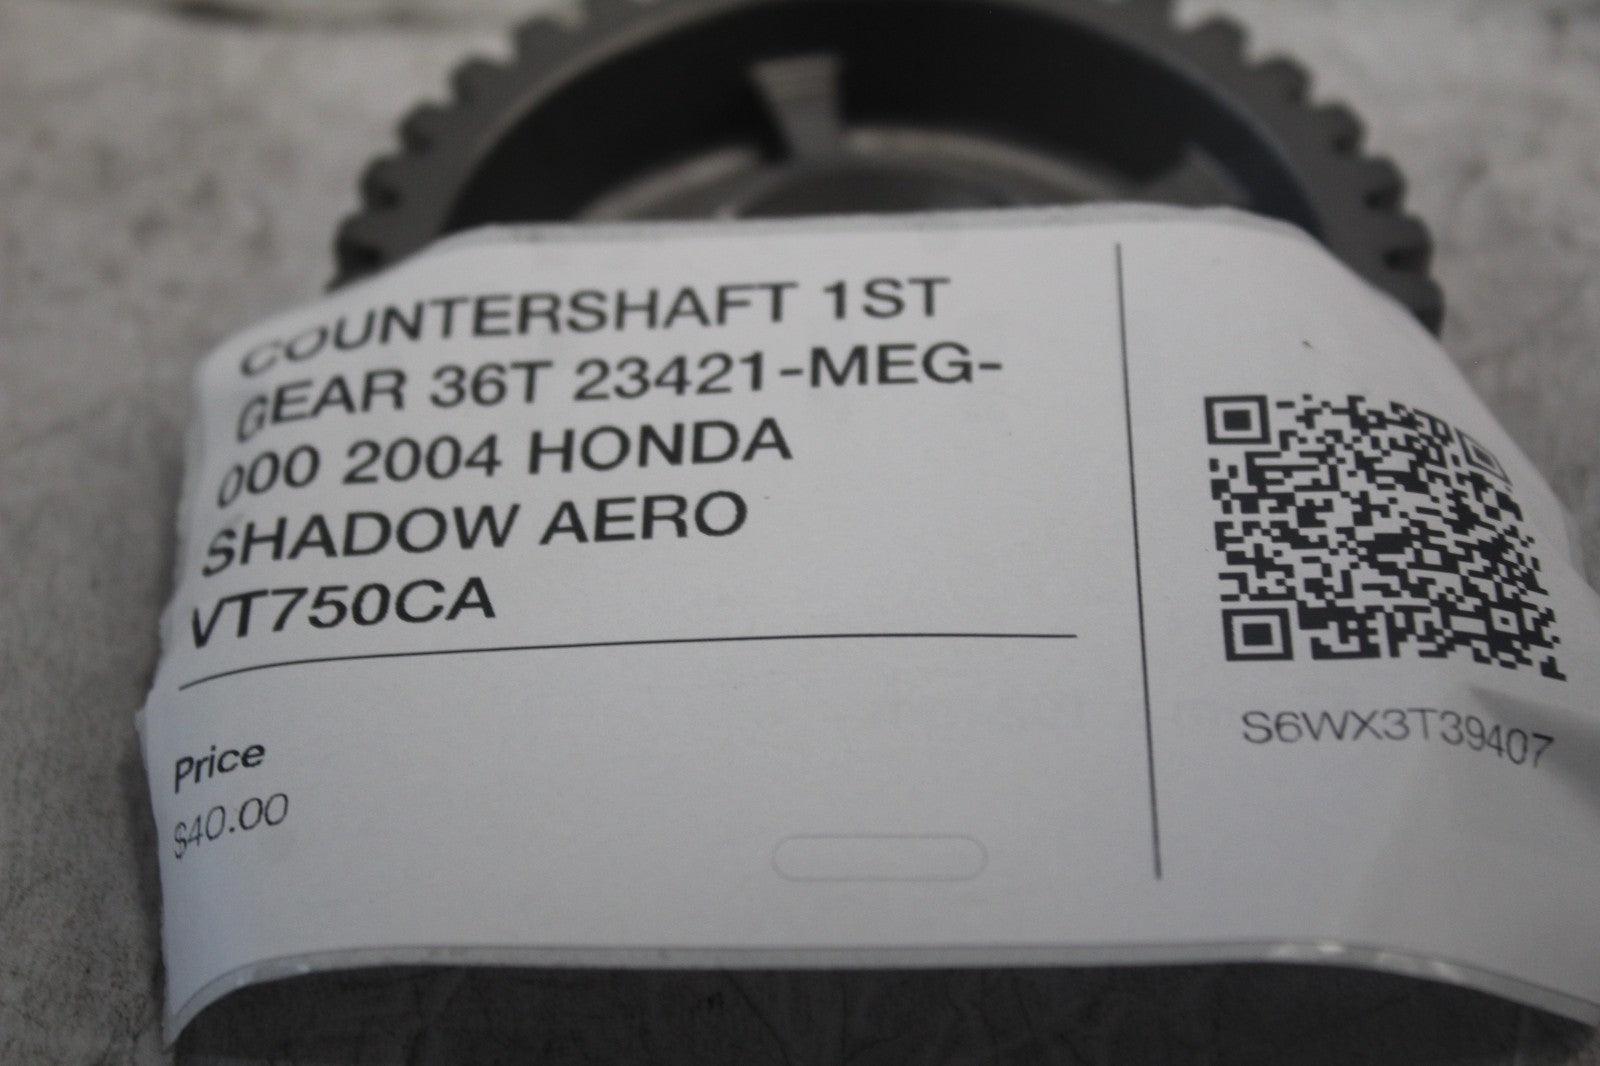 COUNTERSHAFT 1ST
GEAR 36T 23421-MEG-
000 2004 HONDA
SHADOW AERO
VT750CA
Price
$40.00
S6WX3T39407